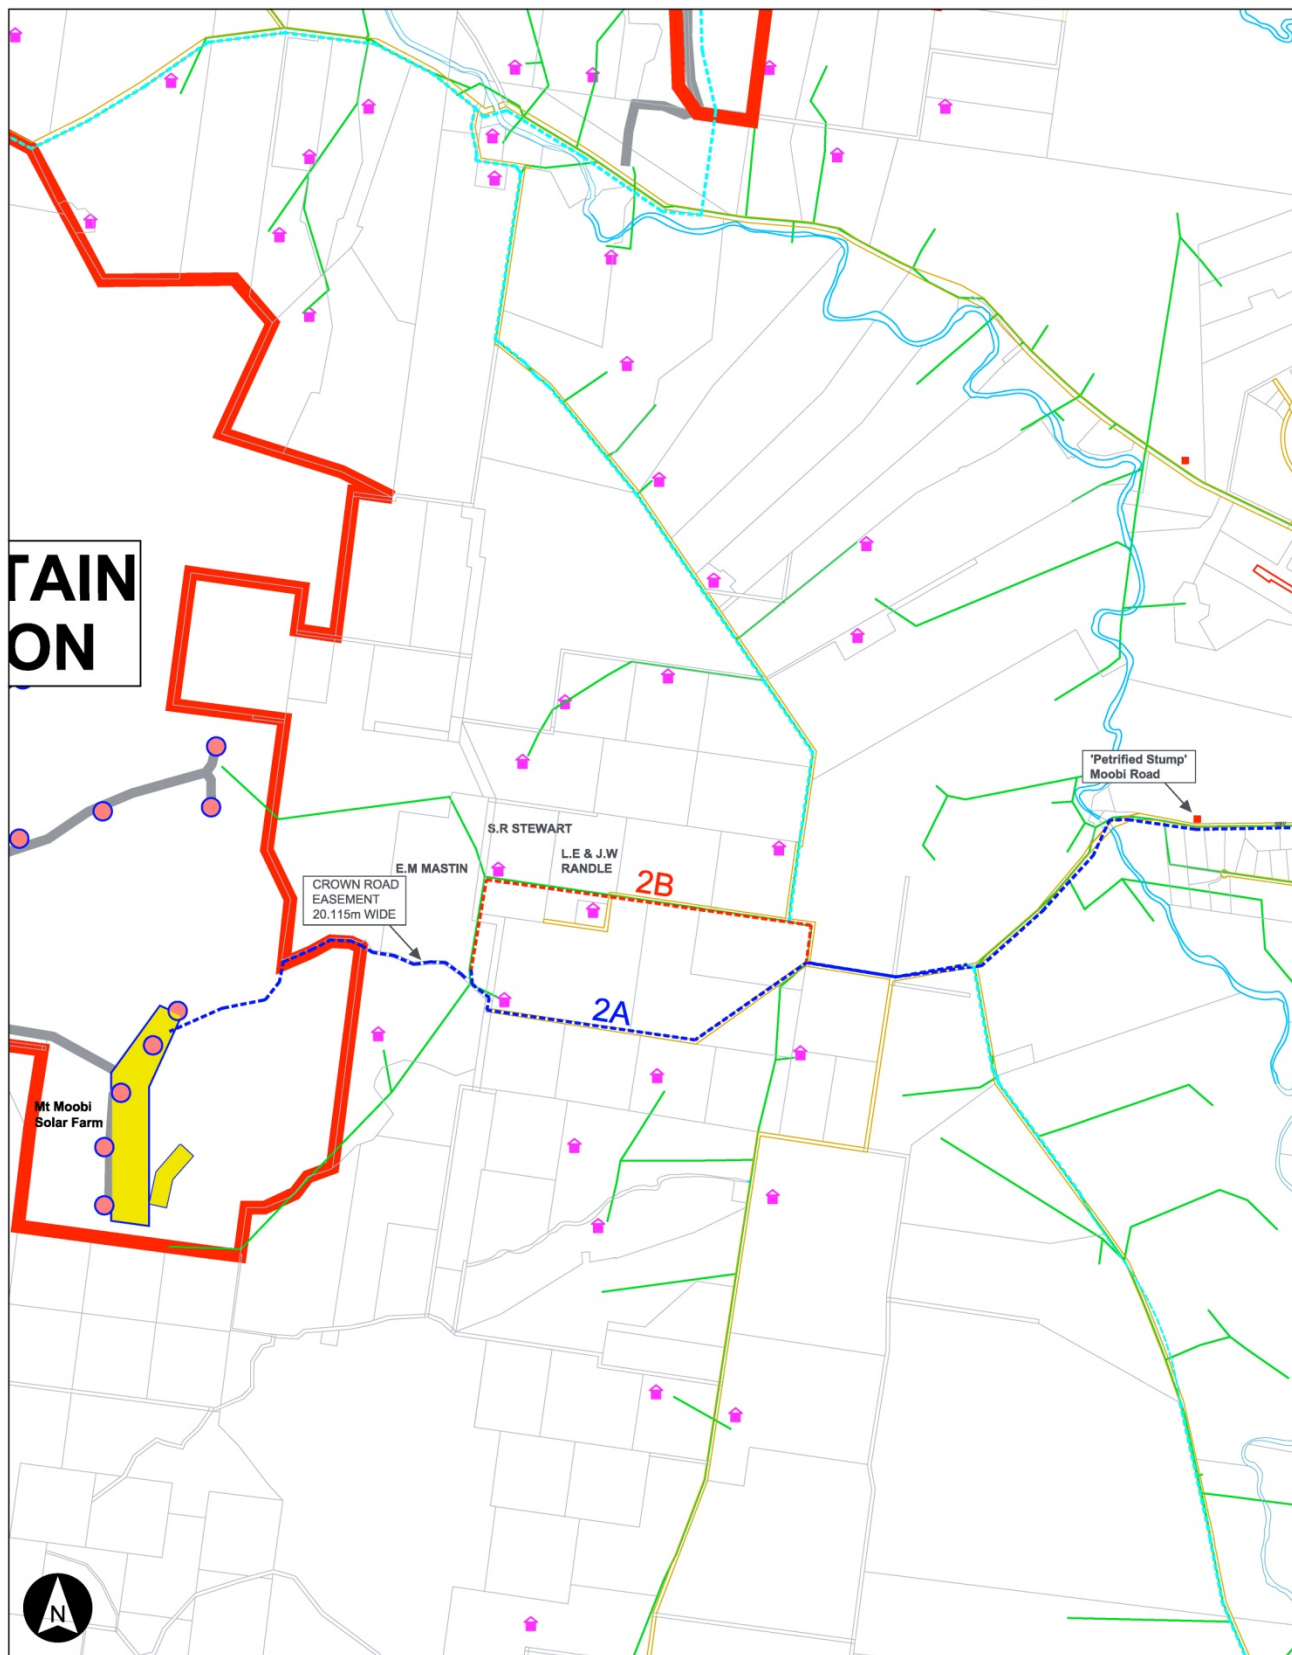 TAIN
ON
'Petrified Stump'
Moobi Road
S.R STEWART
L.E & J.W
RANDLE
E.M MASTIN
2B
CROWN ROAD
EASEMENT
20.115m WIDE
2A
Mt Moobi
Solar Farm
N